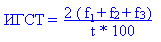 ИГСТ = 2 ( f₁ + f₂ + f₃ ) / t * 100